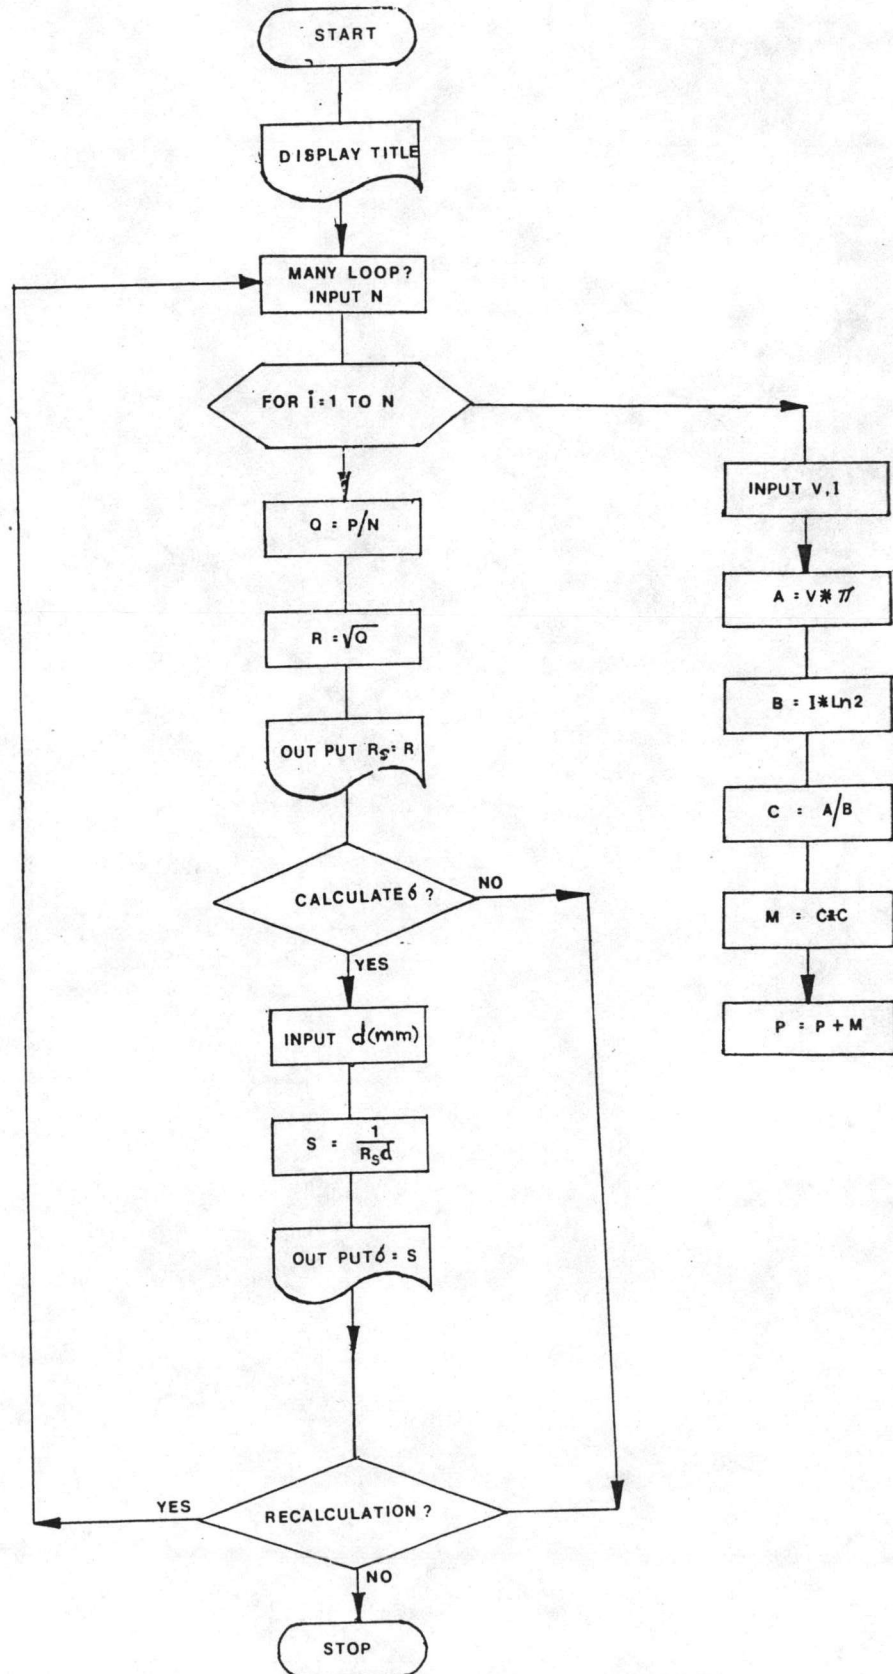 START
DISPLAY TITLE
MANY LOOP?
INPUT N
FOR i=1 TO N
Q = P/N
R = √Q
OUT PUT Rs = R
CALCULATE б ?
NO
YES
INPUT d(mm)
S = 1/Rsd
OUT PUT б = S
RECALCULATION ?
YES
NO
STOP
INPUT V,I
A = V * π
B = I*Ln2
C = A/B
M = C*C
P = P + M